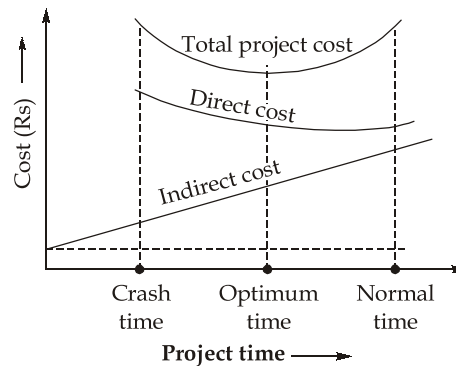 Total project cost
Direct cost
Indirect cost
Cost (Rs)
Crash
time
Optimum
time
Normal
time
Project time